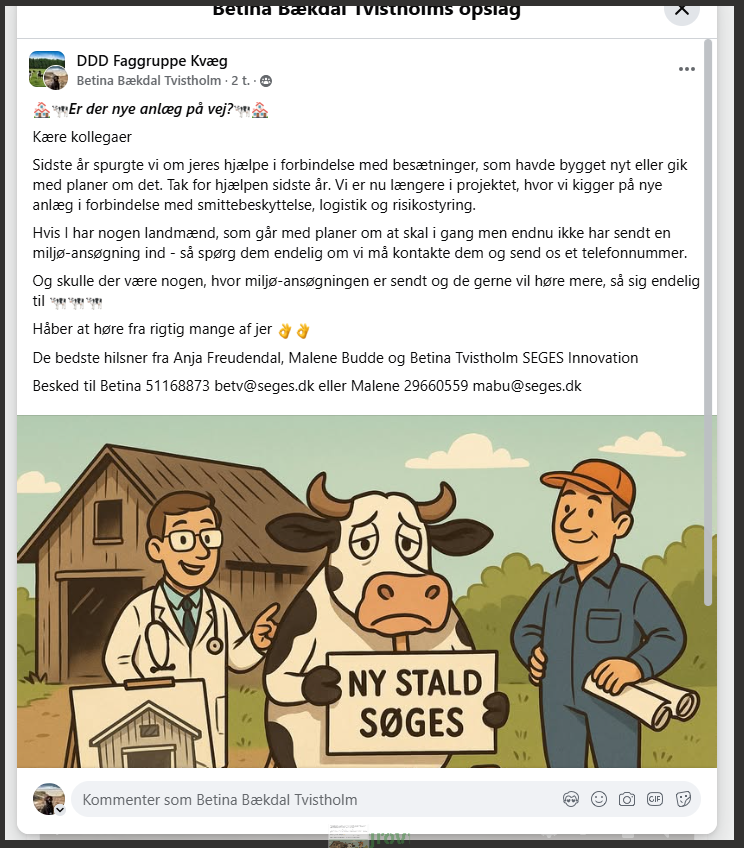 Betina Bækdal Tvistholms opslag
DDD Faggruppe Kvæg
Betina Bækdal Tvistholm · 2 t. ·
Er der nye anlæg på vej?
Kære kollegaer
Sidste år spurgte vi om jeres hjælpe i forbindelse med besætninger, som havde bygget nyt eller gik
med planer om det. Tak for hjælpen sidste år. Vi er nu længere i projektet, hvor vi kigger på nye
anlæg i forbindelse med smittebeskyttelse, logistik og risikostyring.
Hvis I har nogen landmænd, som går med planer om at skal i gang men endnu ikke har sendt en
miljø-ansøgning ind - så spørg dem endelig om vi må kontakte dem og send os et telefonnummer.
Og skulle der være nogen, hvor miljø-ansøgningen er sendt og de gerne vil høre mere, så sig endelig
til
Håber at høre fra rigtig mange af jer
De bedste hilsner fra Anja Freudendal, Malene Budde og Betina Tvistholm SEGES Innovation
Besked til Betina 51168873 betv@seges.dk eller Malene 29660559 mabu@seges.dk
NY STALD
SØGES
Kommenter som Betina Bækdal Tvistholm
GIF